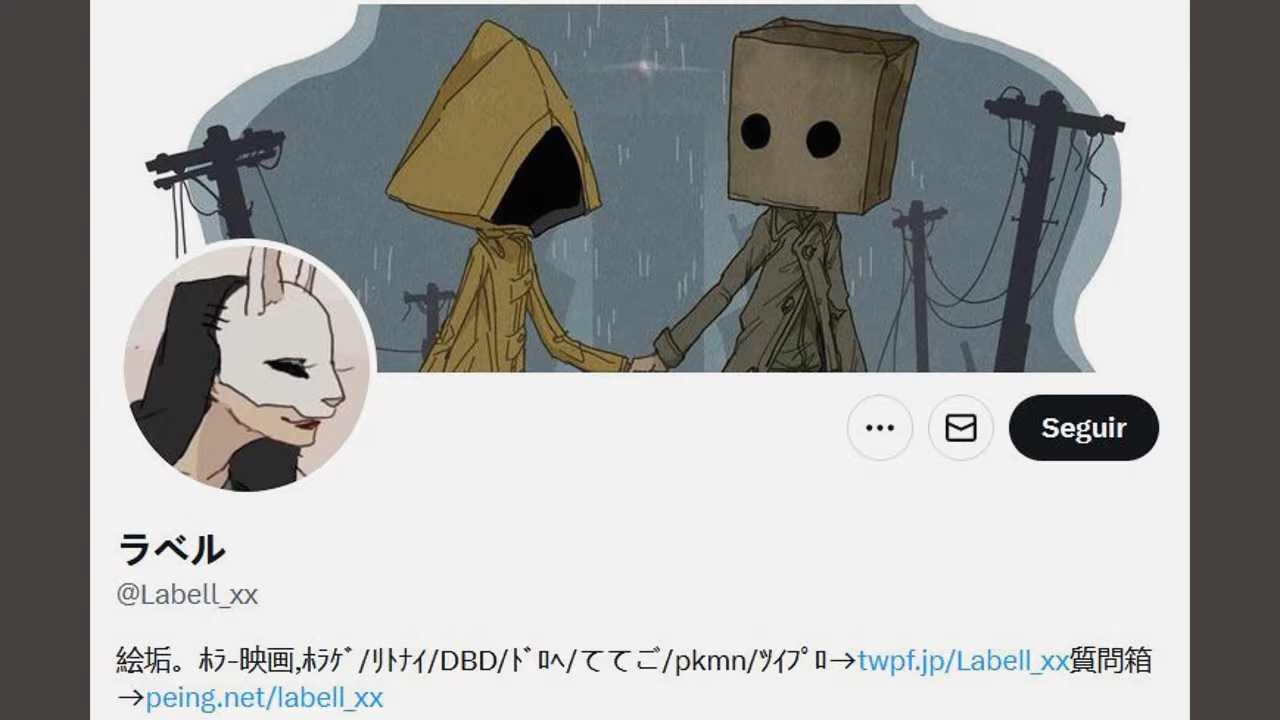 Seguir
ラベル
@Labell_xx
絵垢。ﾎﾗｰ映画,ﾎﾗｹﾞ/ﾘﾄﾅｲ/DBD/ﾄﾞﾛﾍ/ててご/pkmn/ﾂｲﾌﾟﾛ→twpf.jp/Labell_xx質問箱
→peing.net/labell_xx